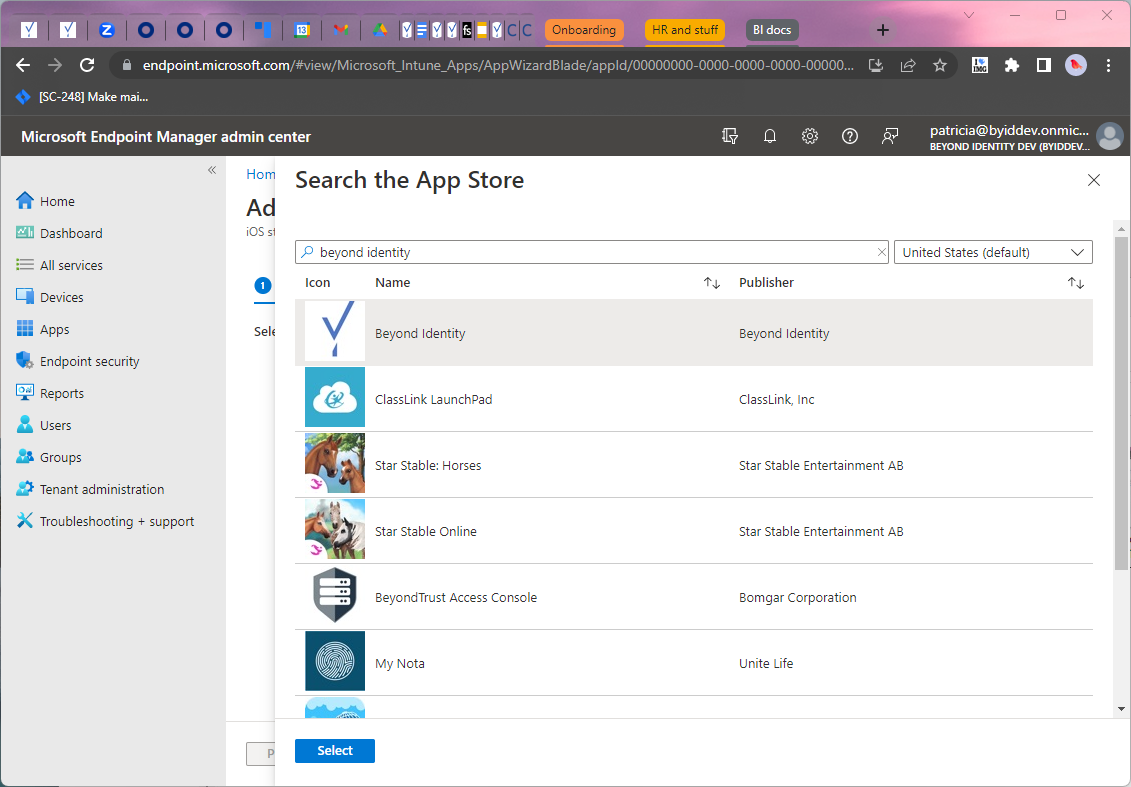 13
fs
C C
Onboarding
HR and stuff
BI docs
endpoint.microsoft.com/#view/Microsoft_Intune_Apps/AppWizardBlade/appId/00000000-0000-0000-0000-00000...
[SC-248] Make mai...
Microsoft Endpoint Manager admin center
patricia@byiddev.onmic...
BEYOND IDENTITY DEV (BYIDDEV...
Home
Dashboard
All services
Devices
Apps
Endpoint security
Reports
Users
Groups
Tenant administration
Troubleshooting + support
Hom
Ad
iOS st
1
Sele
P
Search the App Store
beyond identity
United States (default)
Icon Name Publisher
Beyond Identity Beyond Identity
ClassLink LaunchPad ClassLink, Inc
Star Stable: Horses Star Stable Entertainment AB
Star Stable Online Star Stable Entertainment AB
BeyondTrust Access Console Bomgar Corporation
My Nota Unite Life
Select